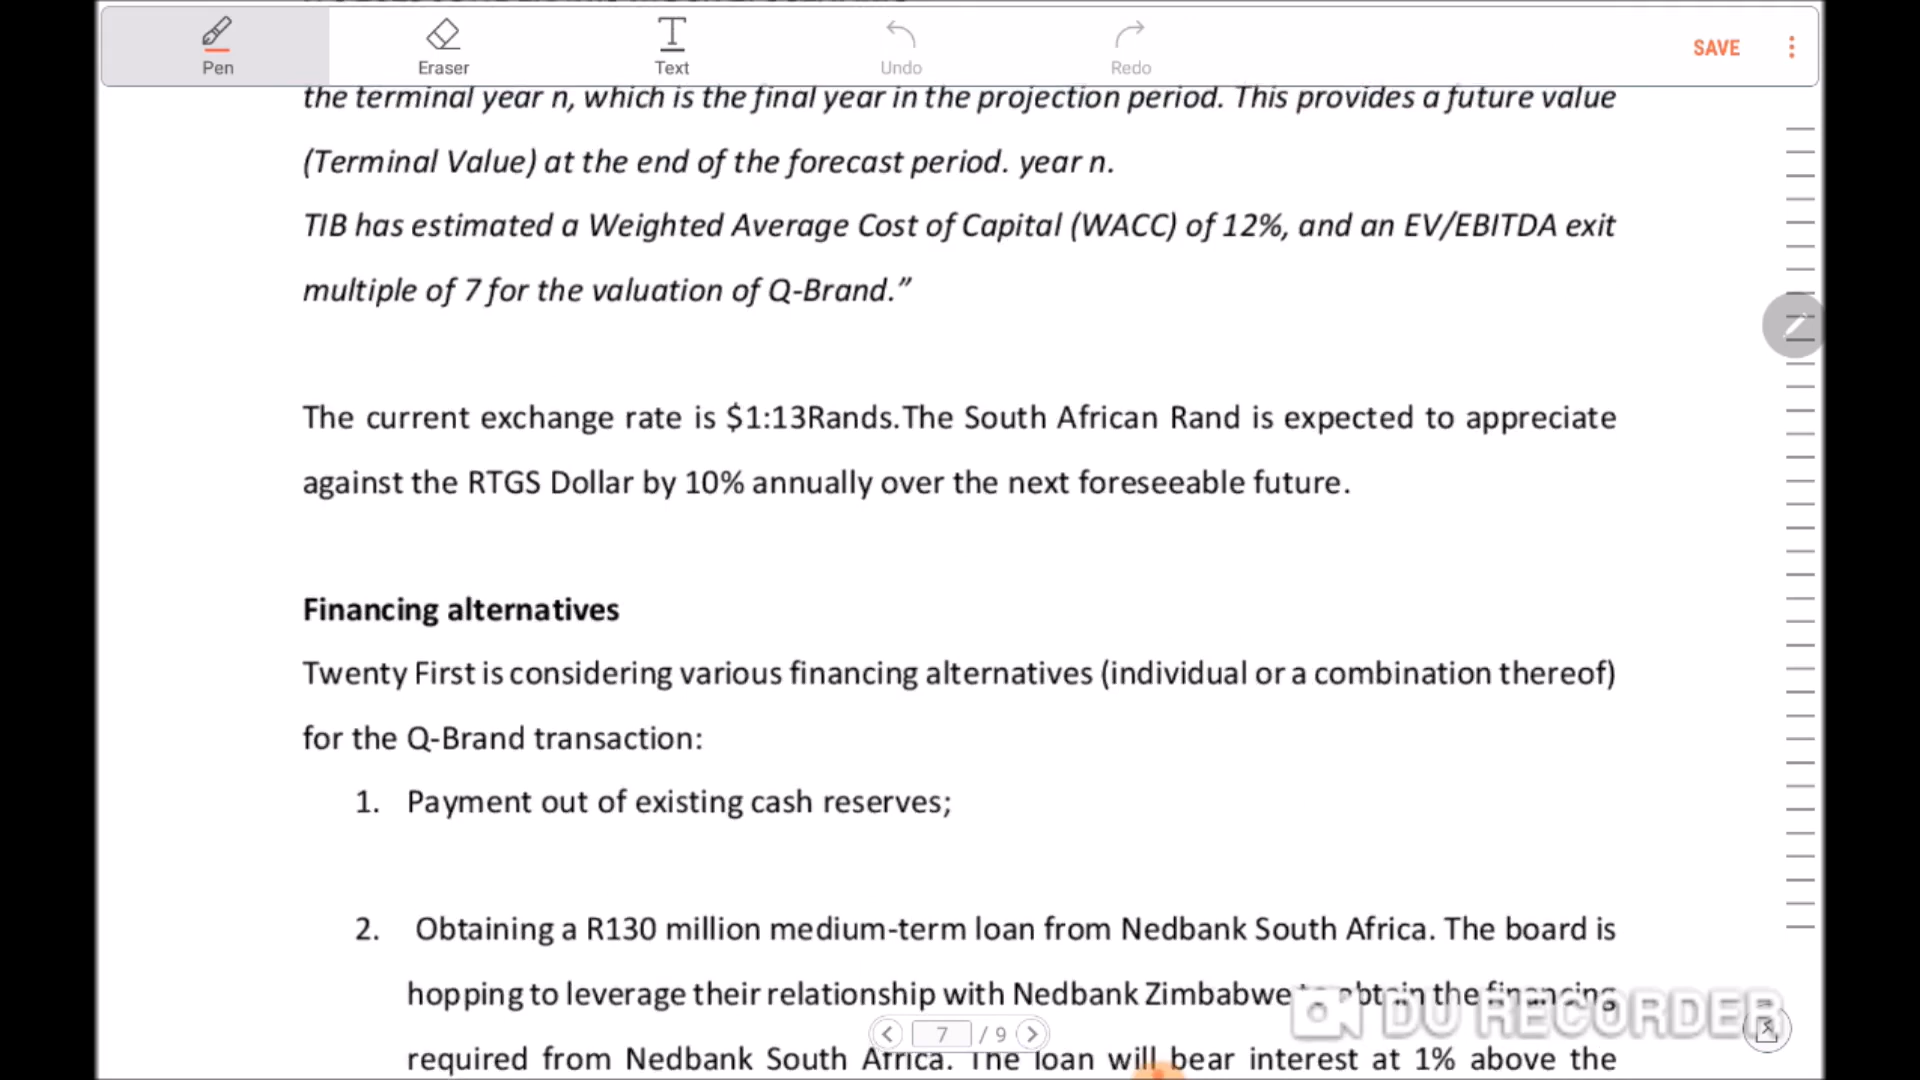 Pen
Eraser
Text
Undo
Redo
SAVE
the terminal year n, which is the final year in the projection period. This provides a future value
(Terminal Value) at the end of the forecast period. year n.
TIB has estimated a Weighted Average Cost of Capital (WACC) of 12%, and an EV/EBITDA exit
multiple of 7 for the valuation of Q-Brand.”
The current exchange rate is $1:13Rands.The South African Rand is expected to appreciate
against the RTGS Dollar by 10% annually over the next foreseeable future.
Financing alternatives
Twenty First is considering various financing alternatives (individual or a combination thereof)
for the Q-Brand transaction:
1. Payment out of existing cash reserves;
2. Obtaining a R130 million medium-term loan from Nedbank South Africa. The board is
hopping to leverage their relationship with Nedbank Zimbabwe to obtain the financing
DU RECORDER
7 / 9
required from Nedbank South Africa. The loan will bear interest at 1% above the